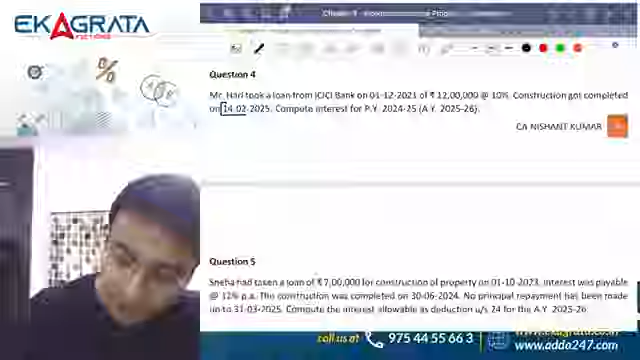 EKAGRATA
Question 4
Mr. Hari took a loan from ICICI Bank on 01-12-2021 of ₹ 12,00,000 @ 10%. Construction got completed
on 14-02-2025. Compute interest for P.Y. 2024-25 (A.Y. 2025-26).
CA NISHANT KUMAR
%
Question 5
Sneha had taken a loan of ₹ 7,00,000 for construction of property on 01-10-2023. Interest was payable
@ 12% p.a. The construction was completed on 30-06-2024. No principal repayment has been made
up to 31-03-2025. Compute the interest allowable as deduction u/s 24 for the A.Y. 2025-26
call us at 975 44 55 66 3
www.adda247.com